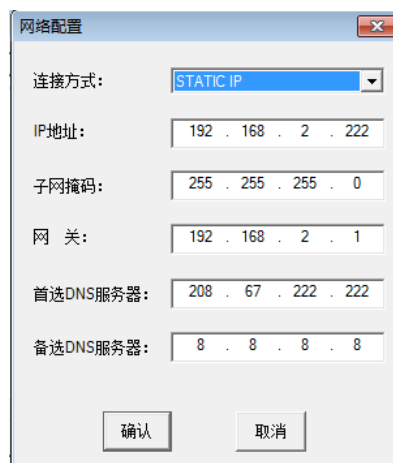 网络配置
连接方式： STATIC IP
IP地址： 192 . 168 . 2 . 222
子网掩码： 255 . 255 . 255 . 0
网 关： 192 . 168 . 2 . 1
首选DNS服务器： 208 . 67 . 222 . 222
备选DNS服务器： 8 . 8 . 8 . 8
确认 取消